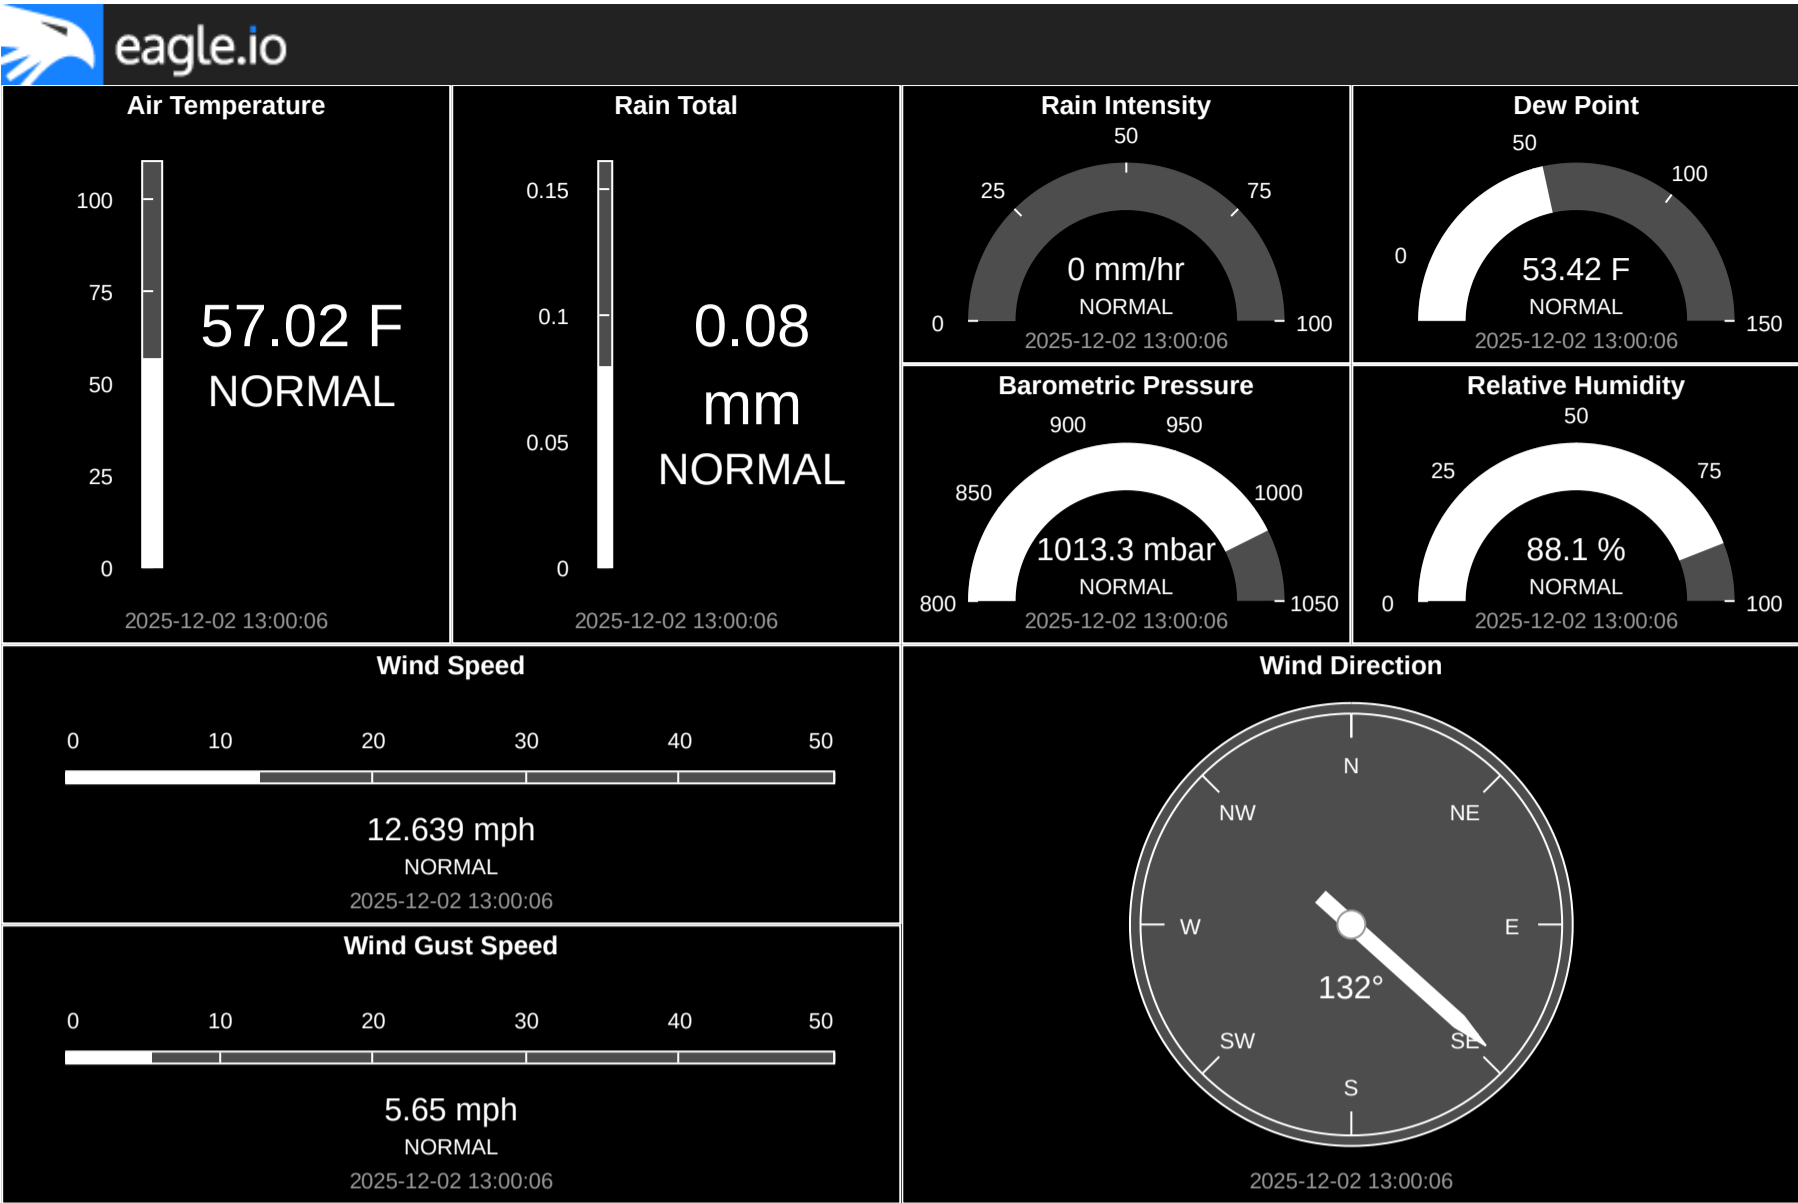 eagle.io
Air Temperature
100
75
50
25
0
57.02 F
NORMAL
2025-12-02 13:00:06
Rain Total
0.15
0.1
0.05
0
0.08
mm
NORMAL
2025-12-02 13:00:06
Rain Intensity
50
25
75
0
100
0 mm/hr
NORMAL
2025-12-02 13:00:06
Dew Point
50
100
0
150
53.42 F
NORMAL
2025-12-02 13:00:06
Barometric Pressure
900
950
850
1000
800
1050
1013.3 mbar
NORMAL
2025-12-02 13:00:06
Relative Humidity
50
25
75
0
100
88.1 %
NORMAL
2025-12-02 13:00:06
Wind Speed
0 10 20 30 40 50
12.639 mph
NORMAL
2025-12-02 13:00:06
Wind Gust Speed
0 10 20 30 40 50
5.65 mph
NORMAL
2025-12-02 13:00:06
Wind Direction
N
NW
NE
W
E
132°
SW
SE
S
2025-12-02 13:00:06